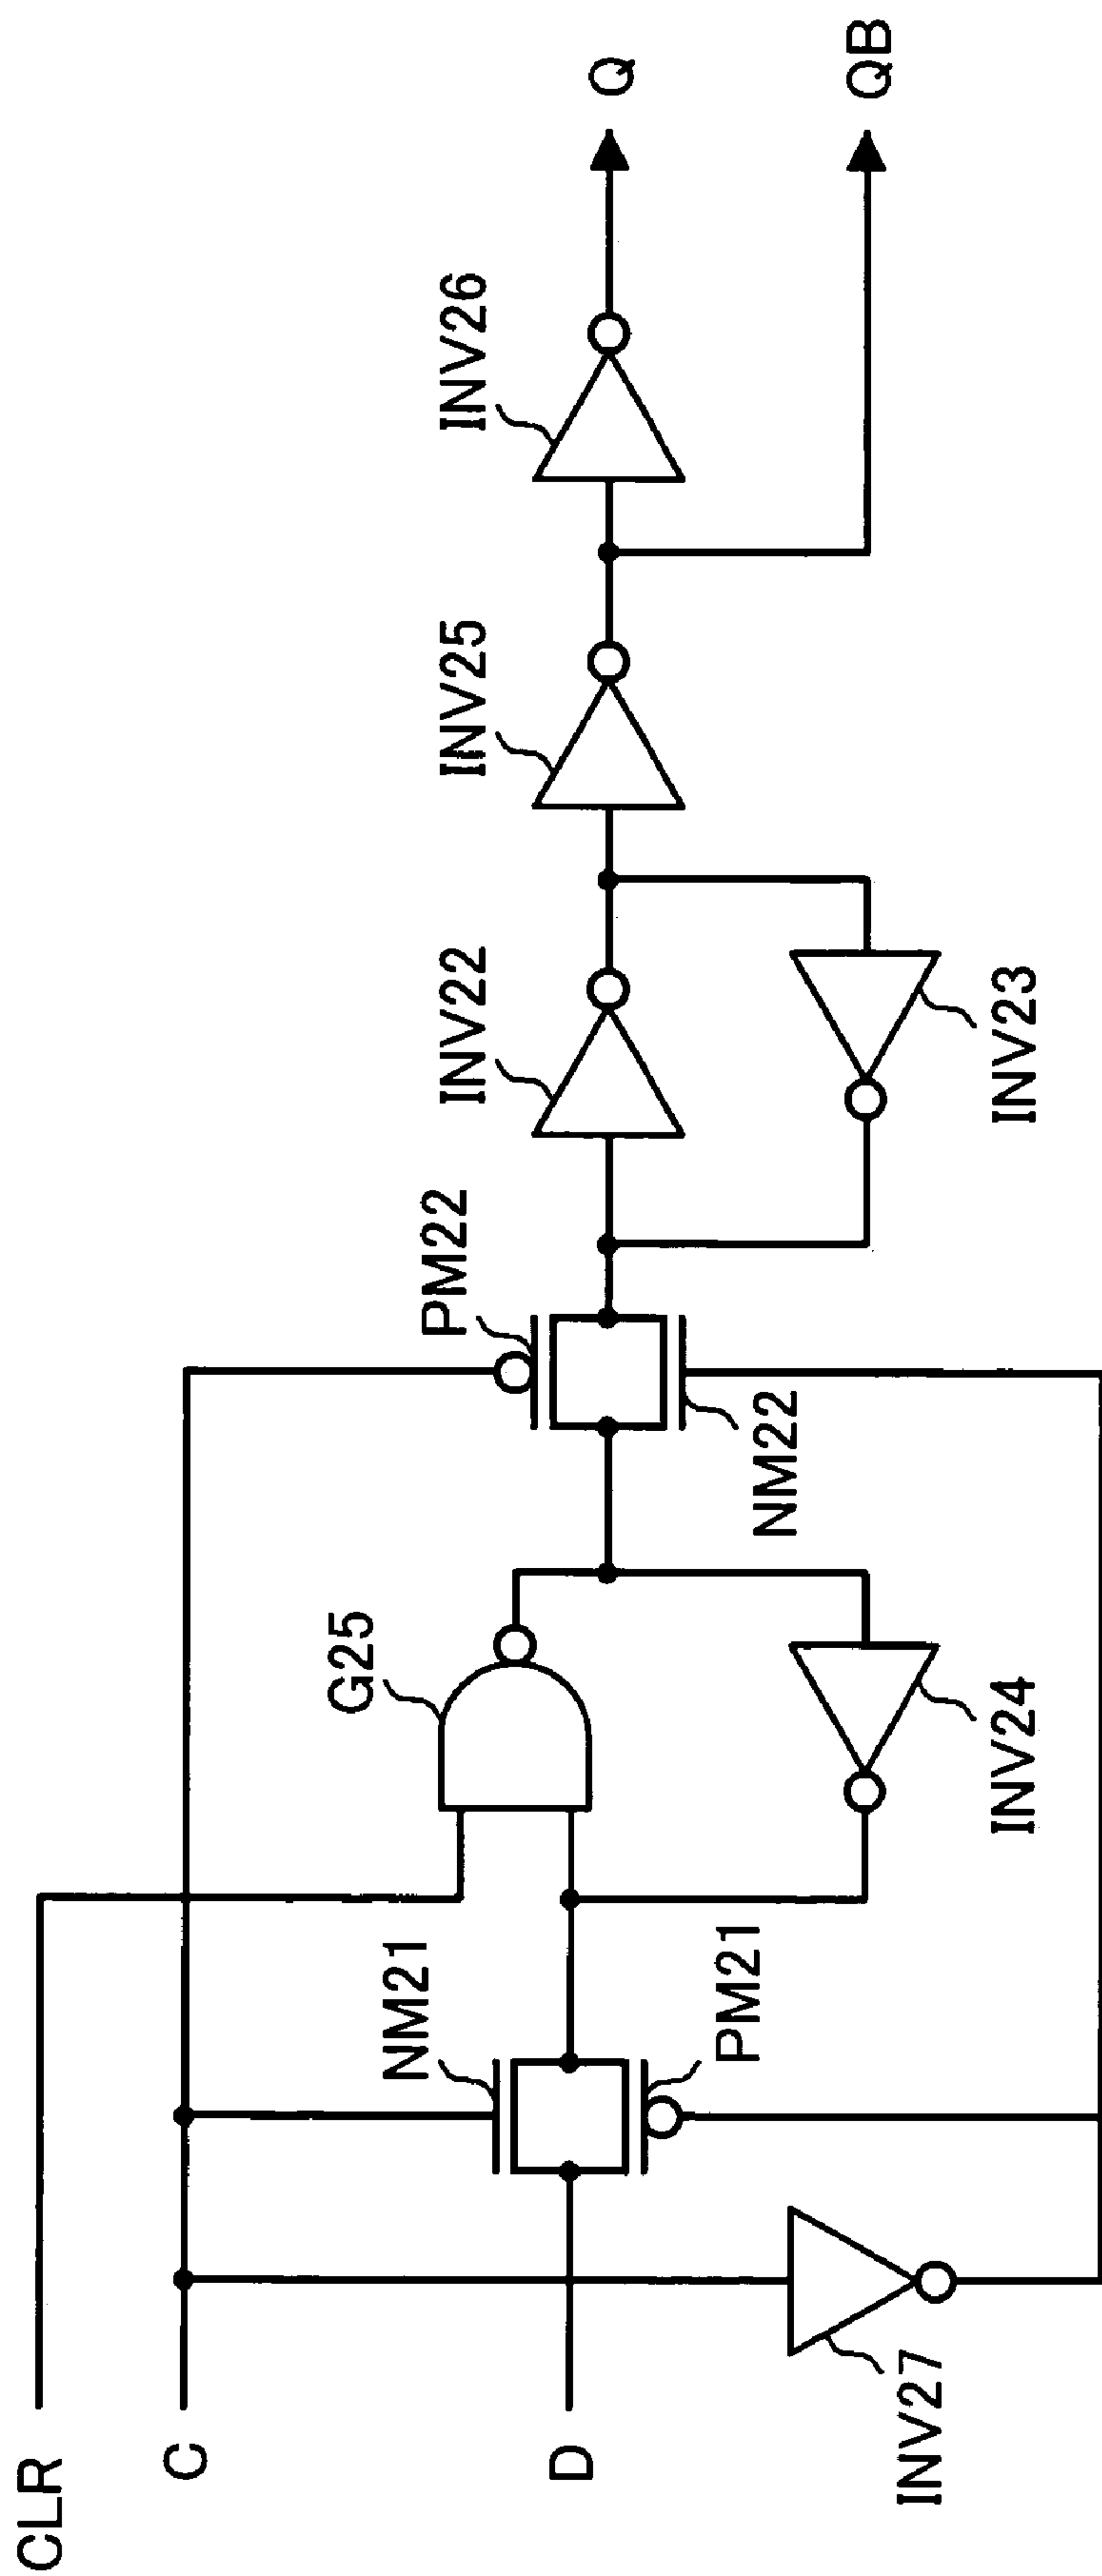 CLR
C
D
INV27
NM21
PM21
G25
INV24
PM22
NM22
INV22
INV23
INV25
INV26
Q
QB